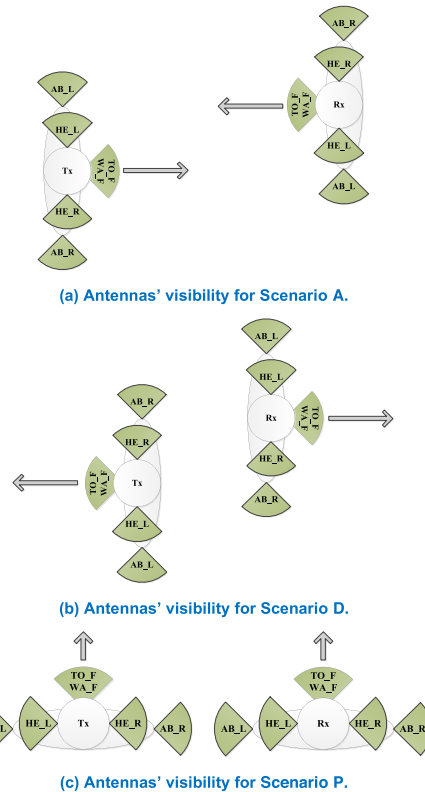 AB_R
HE_R
TO_F
WA_F
Rx
HE_L
AB_L
AB_L
HE_L
Tx
TO_F
WA_F
HE_R
AB_R
(a) Antennas’ visibility for Scenario A.
AB_L
HE_L
Rx
TO_F
WA_F
HE_R
AB_R
AB_R
HE_R
TO_F
WA_F
Tx
HE_L
AB_L
(b) Antennas’ visibility for Scenario D.
TO_F
WA_F
L
HE_L
Tx
HE_R
AB_R
TO_F
WA_F
AB_L
HE_L
Rx
HE_R
AB_R
(c) Antennas’ visibility for Scenario P.